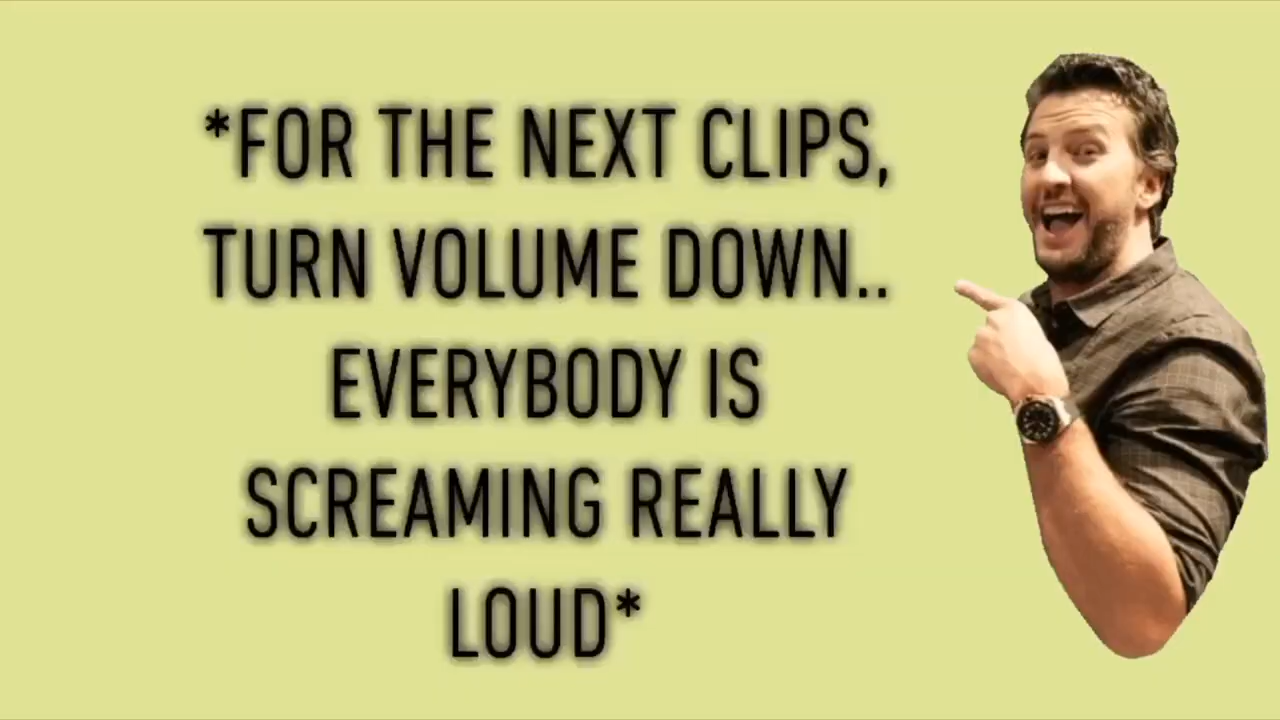 *FOR THE NEXT CLIPS,
TURN VOLUME DOWN..
EVERYBODY IS
SCREAMING REALLY
LOUD*